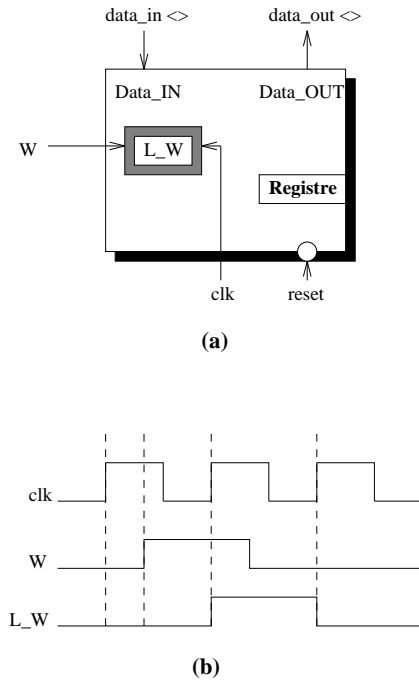 data_in <> data_out <>
Data_IN Data_OUT
W L_W
Registre
clk reset
(a)
clk
W
L_W
(b)